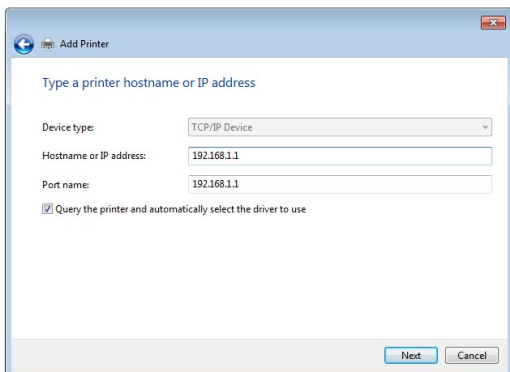 Add Printer
Type a printer hostname or IP address
Device type: TCP/IP Device
Hostname or IP address: 192.168.1.1
Port name: 192.168.1.1
Query the printer and automatically select the driver to use
Next Cancel